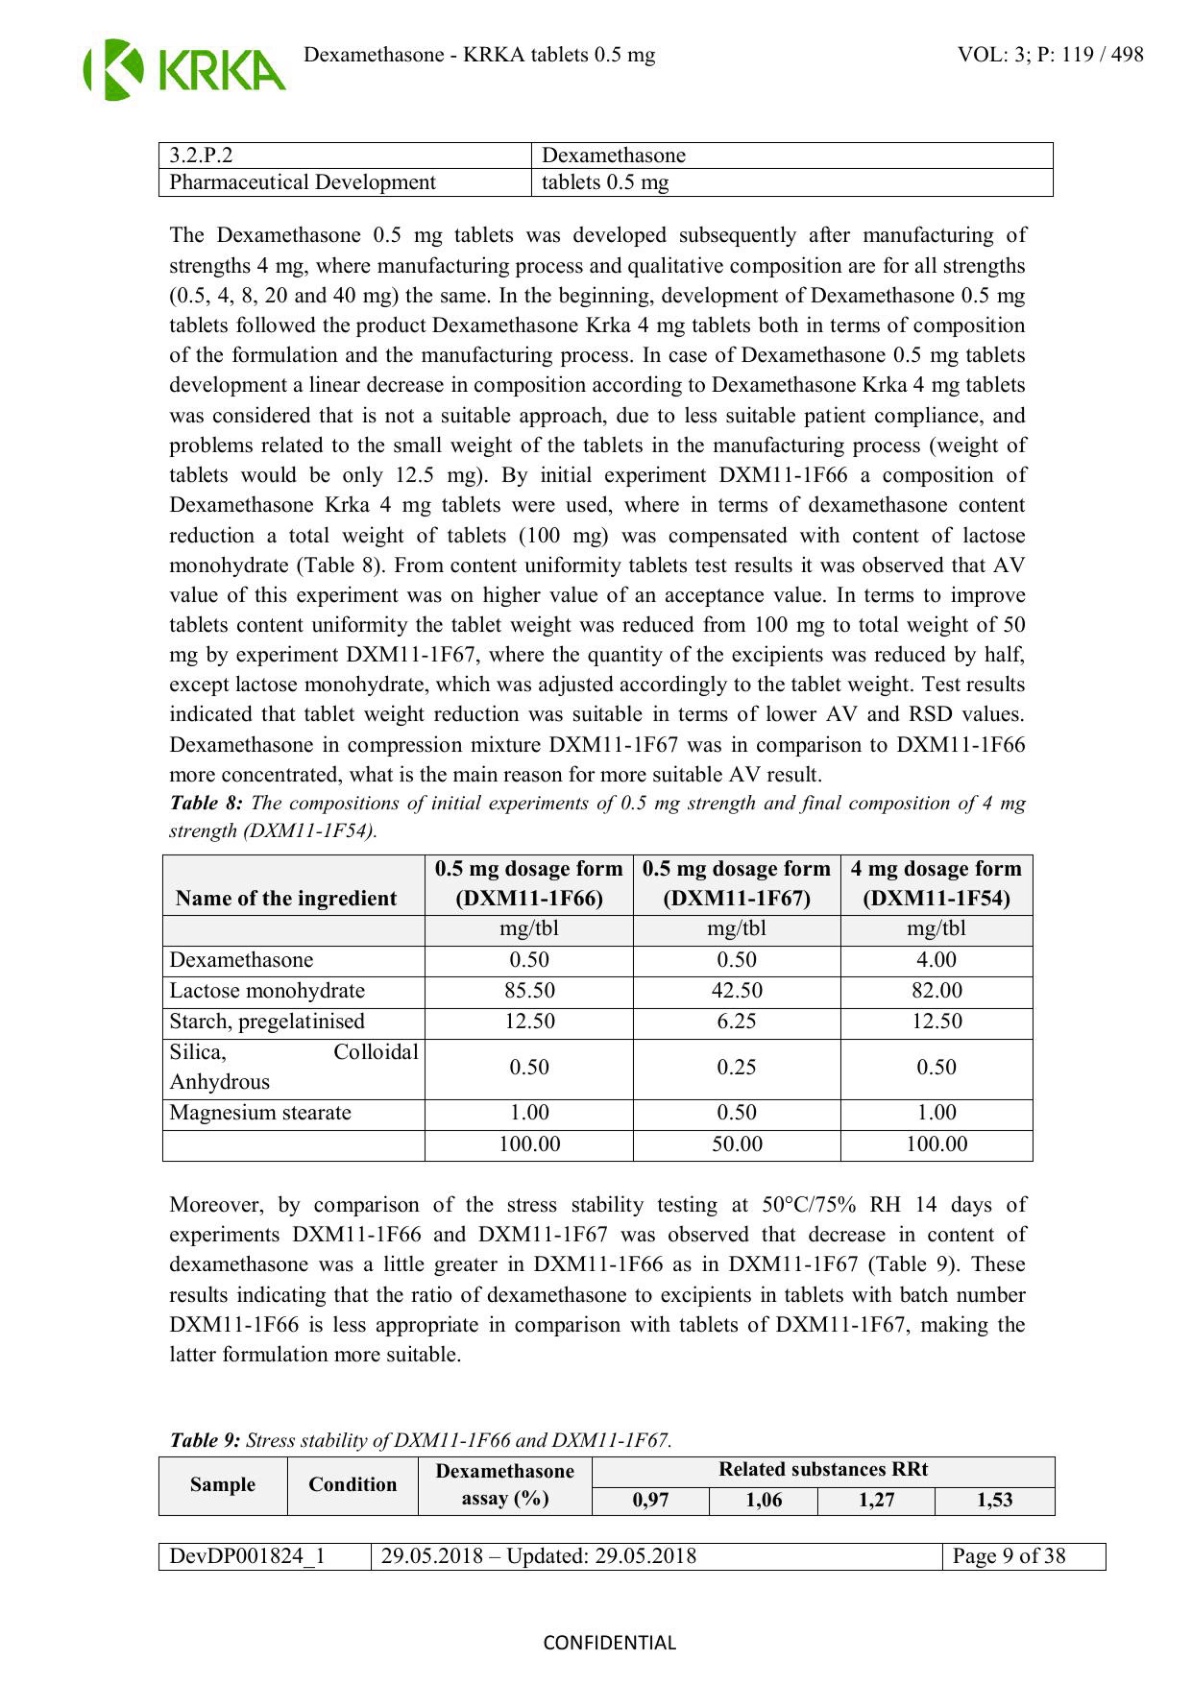 KRKA
Dexamethasone - KRKA tablets 0.5 mg
VOL: 3; P: 119 / 498
3.2.P.2 Dexamethasone
Pharmaceutical Development tablets 0.5 mg
The Dexamethasone 0.5 mg tablets was developed subsequently after manufacturing of
strengths 4 mg, where manufacturing process and qualitative composition are for all strengths
(0.5, 4, 8, 20 and 40 mg) the same. In the beginning, development of Dexamethasone 0.5 mg
tablets followed the product Dexamethasone Krka 4 mg tablets both in terms of composition
of the formulation and the manufacturing process. In case of Dexamethasone 0.5 mg tablets
development a linear decrease in composition according to Dexamethasone Krka 4 mg tablets
was considered that is not a suitable approach, due to less suitable patient compliance, and
problems related to the small weight of the tablets in the manufacturing process (weight of
tablets would be only 12.5 mg). By initial experiment DXM11-1F66 a composition of
Dexamethasone Krka 4 mg tablets were used, where in terms of dexamethasone content
reduction a total weight of tablets (100 mg) was compensated with content of lactose
monohydrate (Table 8). From content uniformity tablets test results it was observed that AV
value of this experiment was on higher value of an acceptance value. In terms to improve
tablets content uniformity the tablet weight was reduced from 100 mg to total weight of 50
mg by experiment DXM11-1F67, where the quantity of the excipients was reduced by half,
except lactose monohydrate, which was adjusted accordingly to the tablet weight. Test results
indicated that tablet weight reduction was suitable in terms of lower AV and RSD values.
Dexamethasone in compression mixture DXM11-1F67 was in comparison to DXM11-1F66
more concentrated, what is the main reason for more suitable AV result.
Table 8: The compositions of initial experiments of 0.5 mg strength and final composition of 4 mg
strength (DXM11-1F54).
0.5 mg dosage form 0.5 mg dosage form 4 mg dosage form
Name of the ingredient (DXM11-1F66) (DXM11-1F67) (DXM11-1F54)
mg/tbl mg/tbl mg/tbl
Dexamethasone 0.50 0.50 4.00
Lactose monohydrate 85.50 42.50 82.00
Starch, pregelatinised 12.50 6.25 12.50
Silica, Colloidal
Anhydrous 0.50 0.25 0.50
Magnesium stearate 1.00 0.50 1.00
100.00 50.00 100.00
Moreover, by comparison of the stress stability testing at 50°C/75% RH 14 days of
experiments DXM11-1F66 and DXM11-1F67 was observed that decrease in content of
dexamethasone was a little greater in DXM11-1F66 as in DXM11-1F67 (Table 9). These
results indicating that the ratio of dexamethasone to excipients in tablets with batch number
DXM11-1F66 is less appropriate in comparison with tablets of DXM11-1F67, making the
latter formulation more suitable.
Table 9: Stress stability of DXM11-1F66 and DXM11-1F67.
Sample Condition Dexamethasone Related substances RRt
assay (%) 0,97 1,06 1,27 1,53
DevDP001824_1 29.05.2018 – Updated: 29.05.2018 Page 9 of 38
CONFIDENTIAL